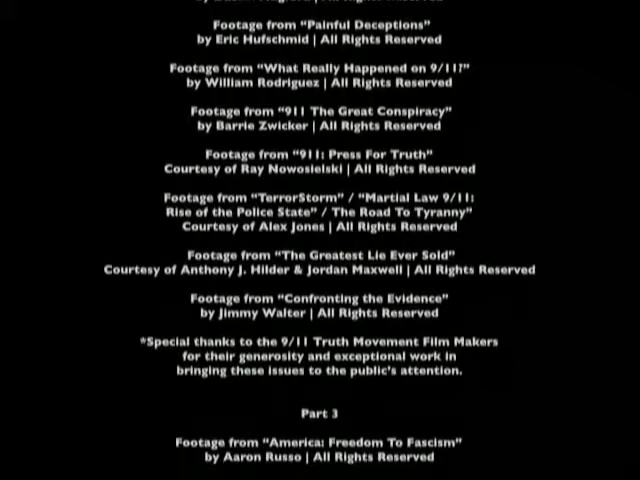 Footage from “Painful Deceptions”
by Eric Hufschmid | All Rights Reserved
Footage from “What Really Happened on 9/11?”
by William Rodriguez | All Rights Reserved
Footage from “911 The Great Conspiracy”
by Barrie Zwicker | All Rights Reserved
Footage from “911: Press For Truth”
Courtesy of Ray Nowosielski | All Rights Reserved
Footage from “TerrorStorm” / “Martial Law 9/11:
Rise of the Police State” / The Road To Tyranny”
Courtesy of Alex Jones | All Rights Reserved
Footage from “The Greatest Lie Ever Sold”
Courtesy of Anthony J. Hilder & Jordan Maxwell | All Rights Reserved
Footage from “Confronting the Evidence”
by Jimmy Walter | All Rights Reserved
*Special thanks to the 9/11 Truth Movement Film Makers
for their generosity and exceptional work in
bringing these issues to the public’s attention.
Part 3
Footage from “America: Freedom To Fascism”
by Aaron Russo | All Rights Reserved